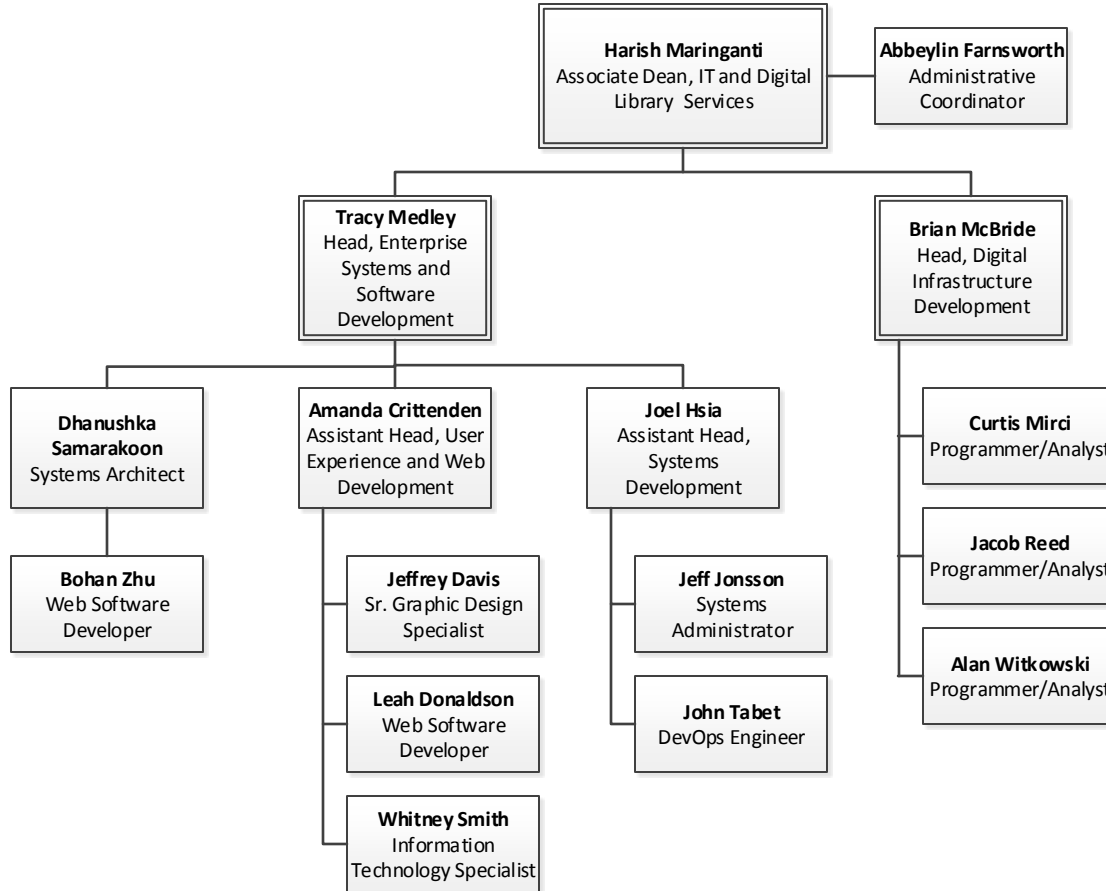 Harish Maringanti
Associate Dean, IT and Digital
Library Services
Abbeylin Farnsworth
Administrative
Coordinator
Tracy Medley
Head, Enterprise
Systems and
Software
Development
Brian McBride
Head, Digital
Infrastructure
Development
Dhanushka
Samarakoon
Systems Architect
Amanda Crittenden
Assistant Head, User
Experience and Web
Development
Joel Hsia
Assistant Head,
Systems
Development
Curtis Mirci
Programmer/Analyst
Bohan Zhu
Web Software
Developer
Jeffrey Davis
Sr. Graphic Design
Specialist
Jeff Jonsson
Systems
Administrator
Jacob Reed
Programmer/Analyst
Leah Donaldson
Web Software
Developer
John Tabet
DevOps Engineer
Alan Witkowski
Programmer/Analyst
Whitney Smith
Information
Technology Specialist